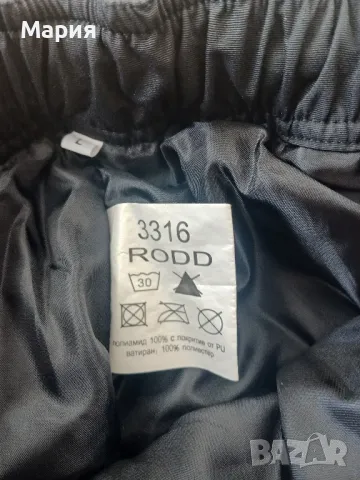 Мария
L
3316
RODD
30
полиамид 100% с покритие от PU
ватиран: 100% полиестер
BAZAR